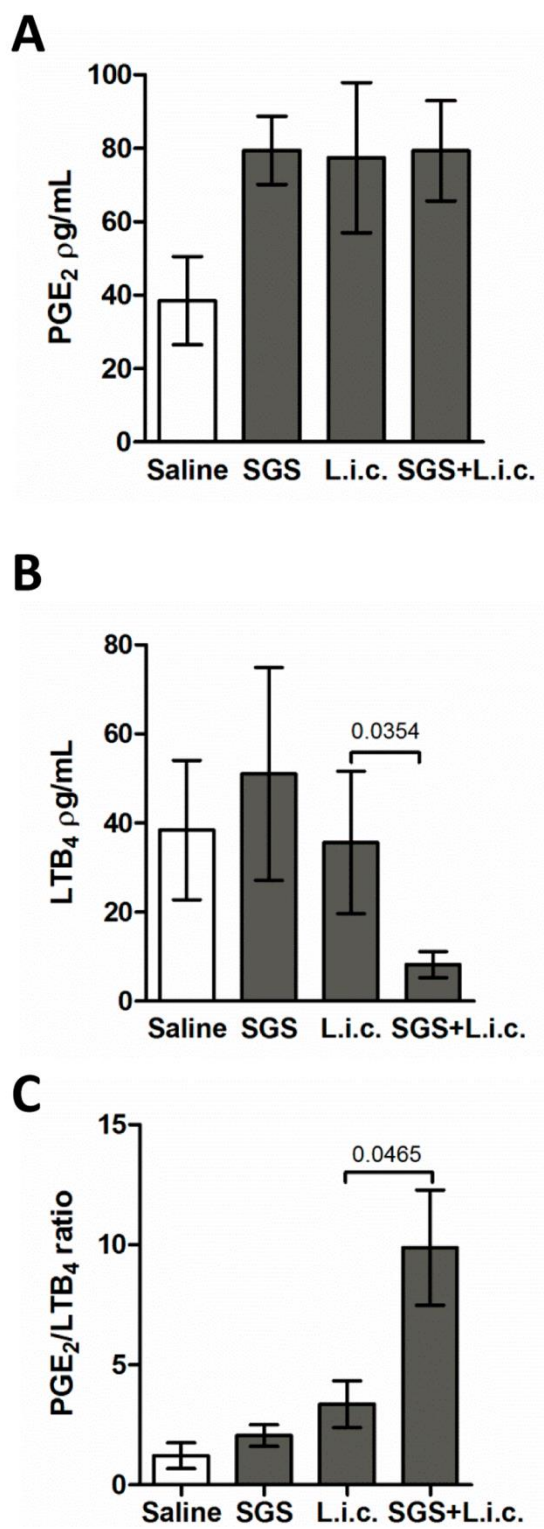 A
100
80
60
40
20
0
PGE₂ ρg/mL
Saline SGS L.i.c. SGS+L.i.c.
B
80
60
40
20
0
LTB₄ ρg/mL
0.0354
Saline SGS L.i.c. SGS+L.i.c.
C
15
10
5
0
PGE₂/LTB₄ ratio
0.0465
Saline SGS L.i.c. SGS+L.i.c.